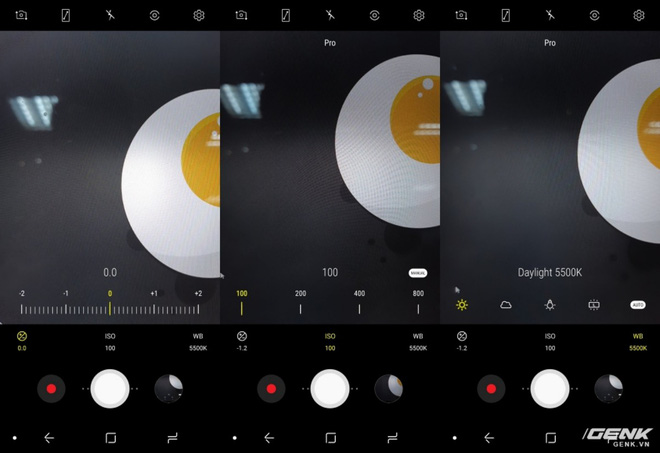 0.0
-2 -1 0 +1 +2
ISO WB
0.0 100 5500K
Pro
100
MANUAL
100 200 400 800
ISO WB
-1.2 100 5500K
Pro
Daylight 5500K
AUTO
ISO WB
-1.2 100 5500K
GENK
GENK.VN